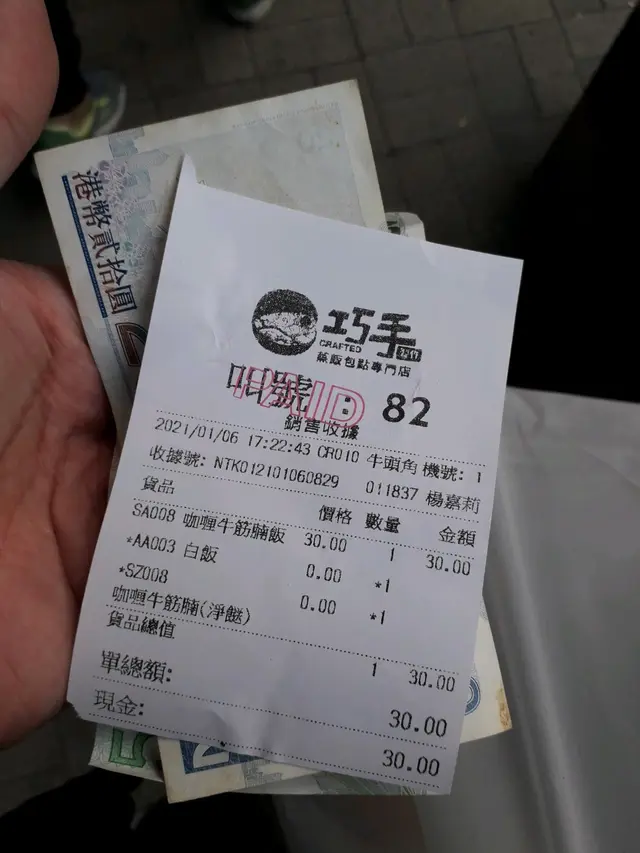 港幣貳拾圓
巧手
CRAFTED
餸飯包點專門店
叫號: 82
PAID
銷售收據
2021/01/06 17:22:43 CR010 牛頭角 機號: 1
收據號: NTK012101060829 011837 楊嘉莉
貨品 價格 數量 金額
SA008 咖喱牛筋腩飯 30.00 1 30.00
*AA003 白飯 0.00 *1
*SZ008
咖喱牛筋腩(淨餸) 0.00 *1
貨品總值 1 30.00
單總額: 30.00
現金: 30.00